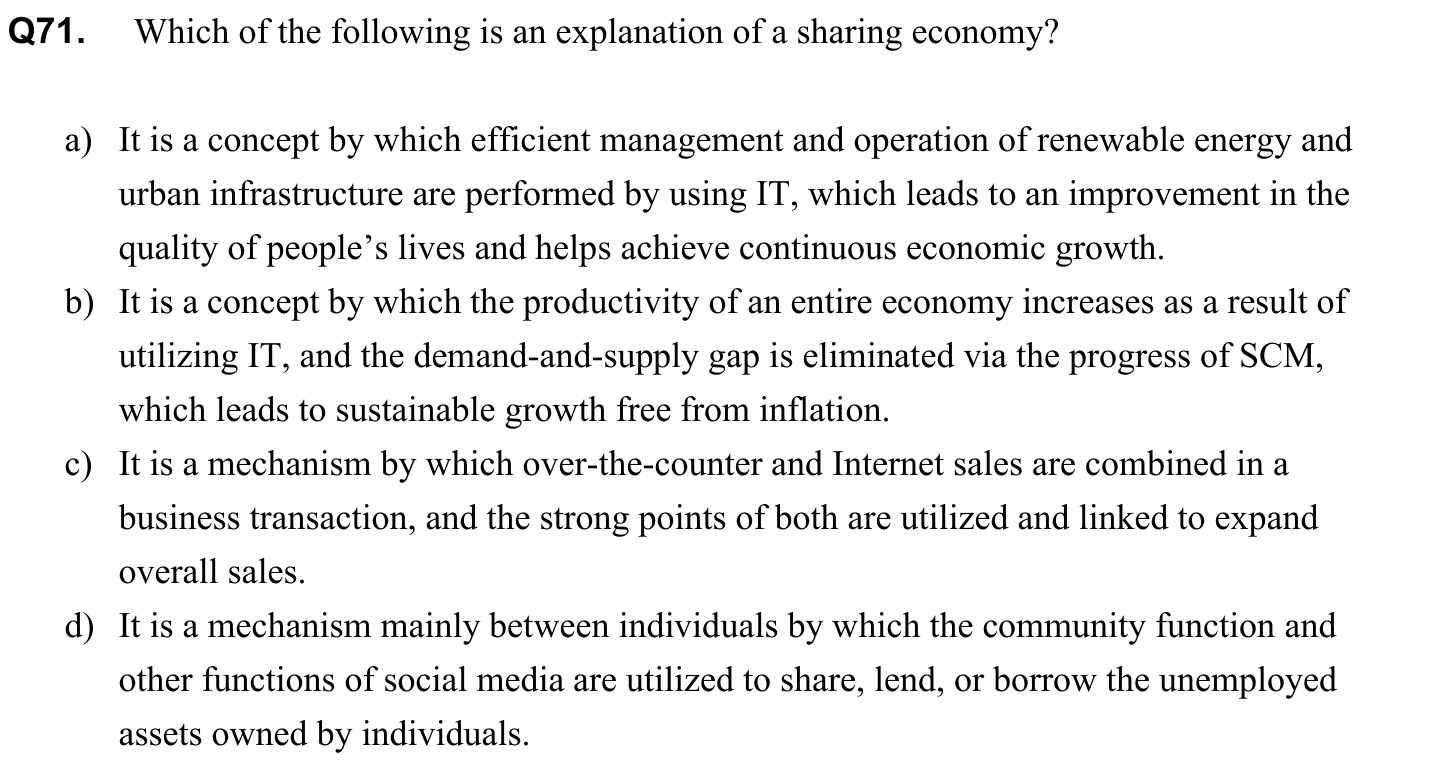 Q71. Which of the following is an explanation of a sharing economy?
a) It is a concept by which efficient management and operation of renewable energy and
urban infrastructure are performed by using IT, which leads to an improvement in the
quality of people’s lives and helps achieve continuous economic growth.
b) It is a concept by which the productivity of an entire economy increases as a result of
utilizing IT, and the demand-and-supply gap is eliminated via the progress of SCM,
which leads to sustainable growth free from inflation.
c) It is a mechanism by which over-the-counter and Internet sales are combined in a
business transaction, and the strong points of both are utilized and linked to expand
overall sales.
d) It is a mechanism mainly between individuals by which the community function and
other functions of social media are utilized to share, lend, or borrow the unemployed
assets owned by individuals.